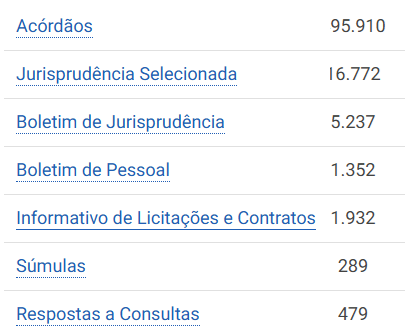 Acórdãos 95.910
Jurisprudência Selecionada 16.772
Boletim de Jurisprudência 5.237
Boletim de Pessoal 1.352
Informativo de Licitações e Contratos 1.932
Súmulas 289
Respostas a Consultas 479